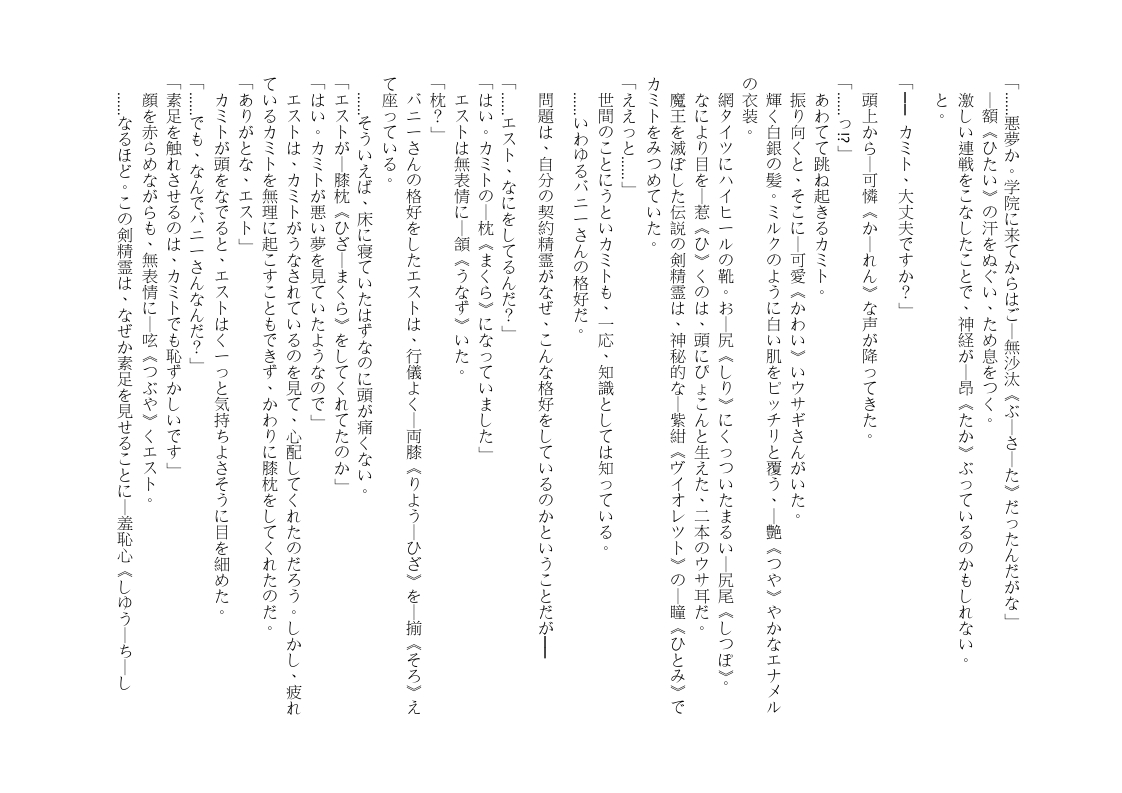 「……悪夢か。学院に来てからはご―無沙汰《ぶ―さ―た》だったんだがな」
―額《ひたい》の汗をぬぐい、ため息をつく。
激しい連戦をこなしたことで、神経が―昂《たか》ぶっているのかもしれない。
と。
「━━ カミト、大丈夫ですか？」
頭上から―可憐《か―れん》な声が降ってきた。
「……っ!?」
あわてて跳ね起きるカミト。
振り向くと、そこに―可愛《かわい》いウサギさんがいた。
輝く白銀の髪。ミルクのように白い肌をピッチリと覆う、―艶《つや》やかなエナメル
の衣装。
網タイツにハイヒールの靴。お―尻《しり》にくっついたまるい―尻尾《しつぽ》。
なにより目を―惹《ひ》くのは、頭にぴょこんと生えた、二本のウサ耳だ。
魔王を滅ぼした伝説の剣精霊は、神秘的な―紫紺《ヴイオレツト》の―瞳《ひとみ》で
カミトをみつめていた。
「ええっと……」
世間のことにうといカミトも、一応、知識としては知っている。
……いわゆるバニーさんの格好だ。
問題は、自分の契約精霊がなぜ、こんな格好をしているのかということだが━━
「……エスト、なにをしてるんだ？」
「はい。カミトの―枕《まくら》になっていました」
エストは無表情に―頷《うなず》いた。
「枕？」
バニーさんの格好をしたエストは、行儀よく―両膝《りよう―ひざ》を―揃《そろ》え
て座っている。
……そういえば、床に寝ていたはずなのに頭が痛くない。
「エストが―膝枕《ひざ―まくら》をしてくれてたのか」
「はい。カミトが悪い夢を見ていたようなので」
エストは、カミトがうなされているのを見て、心配してくれたのだろう。しかし、疲れ
ているカミトを無理に起こすこともできず、かわりに膝枕をしてくれたのだ。
「ありがとな、エスト」
カミトが頭をなでると、エストはくーっと気持ちよさそうに目を細めた。
「……でも、なんでバニーさんなんだ？」
「素足を触れさせるのは、カミトでも恥ずかしいです」
顔を赤らめながらも、無表情に―呟《つぶや》くエスト。
……なるほど。この剣精霊は、なぜか素足を見せることに―羞恥心《しゆう―ち―し